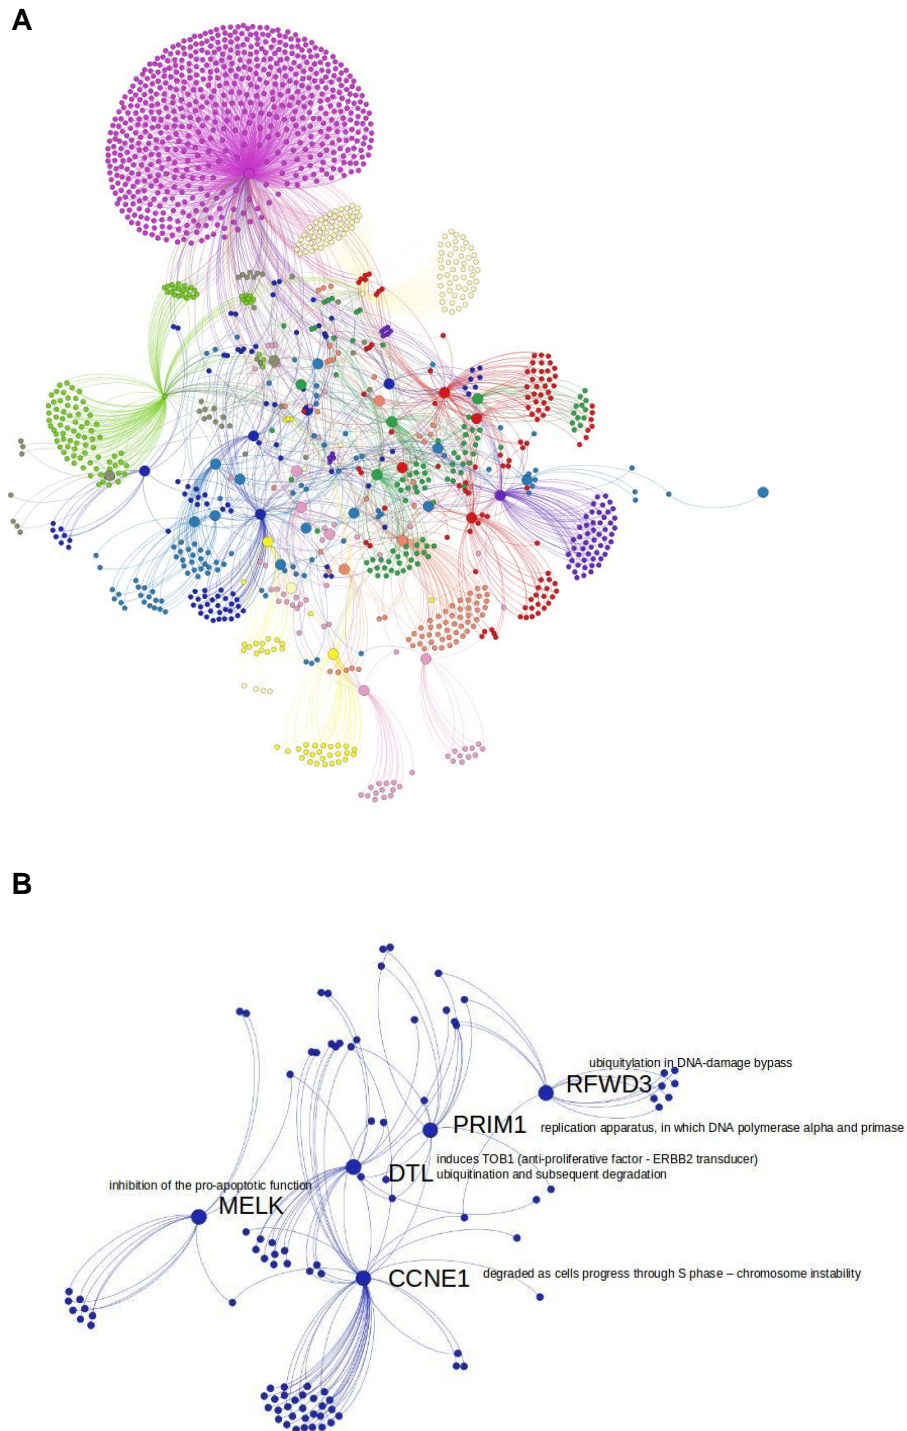 A
B
ubiquitylation in DNA-damage bypass
RFWD3
PRIM1
replication apparatus, in which DNA polymerase alpha and primase
induces TOB1 (anti-proliferative factor - ERBB2 transducer)
DTL
ubiquitination and subsequent degradation
inhibition of the pro-apoptotic function
MELK
CCNE1
degraded as cells progress through S phase – chromosome instability